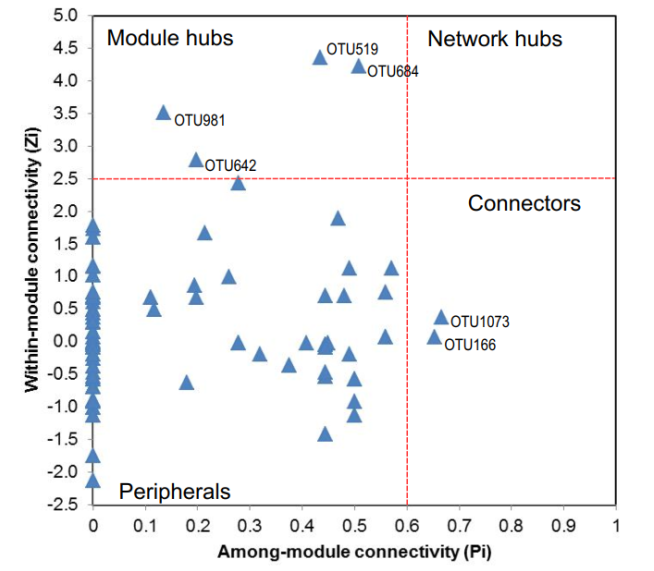 5.0
Module hubs
Network hubs
OTU519
4.5
4.0
OTU684
3.5
OTU981
3.0
OTU642
2.5
Connectors
2.0
1.5
1.0
0.5
OTU1073
0.0
OTU166
-0.5
-1.0
-1.5
-2.0
Peripherals
-2.5
Within-module connectivity (Zi)
0 0.1 0.2 0.3 0.4 0.5 0.6 0.7 0.8 0.9 1
Among-module connectivity (Pi)